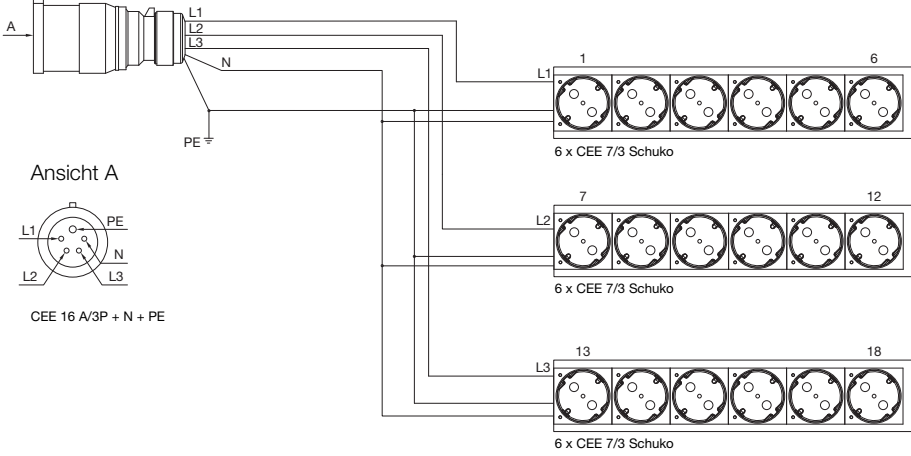 A
L1
L2
L3
N
PE
L1
1
6
6 x CEE 7/3 Schuko
Ansicht A
L1
PE
N
L2
L3
CEE 16 A/3P + N + PE
7
12
L2
6 x CEE 7/3 Schuko
13
18
L3
6 x CEE 7/3 Schuko